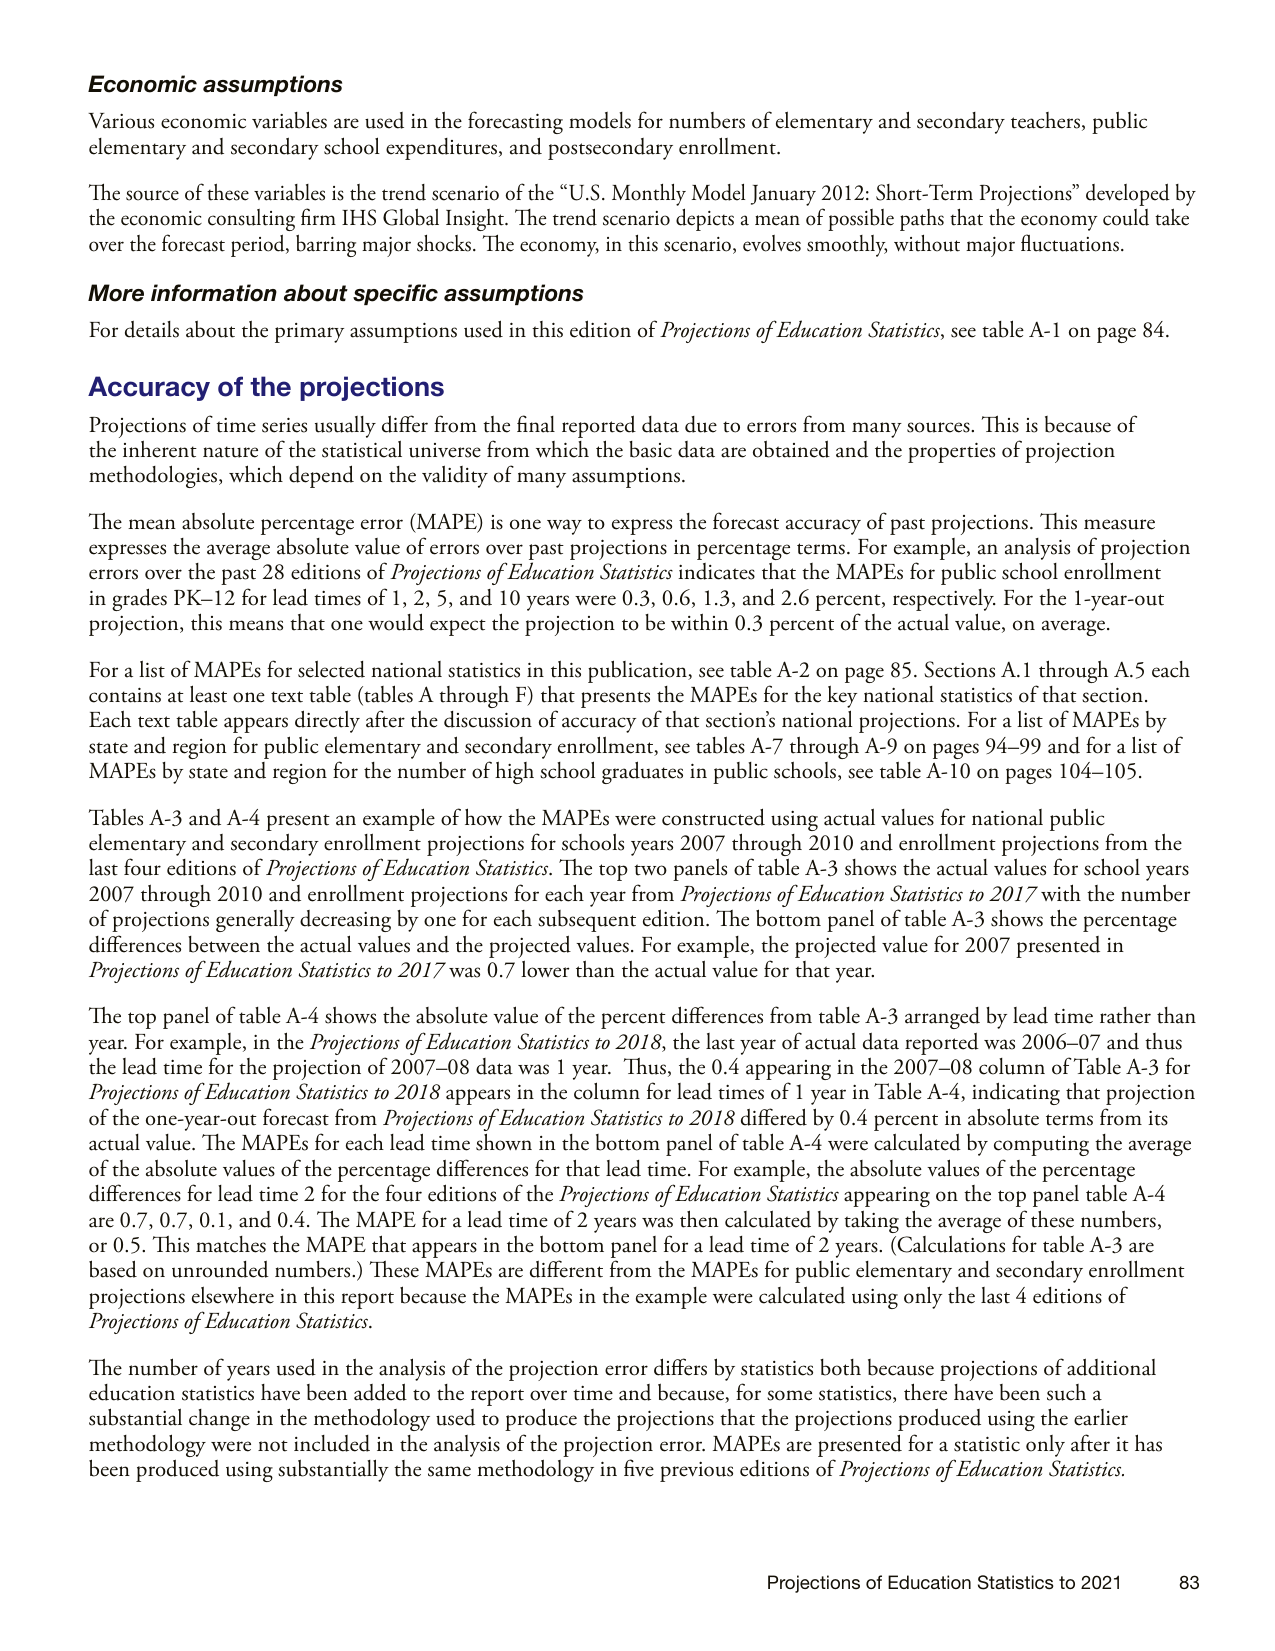 Economic assumptions
Various economic variables are used in the forecasting models for numbers of elementary and secondary teachers, public
elementary and secondary school expenditures, and postsecondary enrollment.
The source of these variables is the trend scenario of the “U.S. Monthly Model January 2012: Short-Term Projections” developed by
the economic consulting firm IHS Global Insight. The trend scenario depicts a mean of possible paths that the economy could take
over the forecast period, barring major shocks. The economy, in this scenario, evolves smoothly, without major fluctuations.
More information about specific assumptions
For details about the primary assumptions used in this edition of Projections of Education Statistics, see table A-1 on page 84.
Accuracy of the projections
Projections of time series usually differ from the final reported data due to errors from many sources. This is because of
the inherent nature of the statistical universe from which the basic data are obtained and the properties of projection
methodologies, which depend on the validity of many assumptions.
The mean absolute percentage error (MAPE) is one way to express the forecast accuracy of past projections. This measure
expresses the average absolute value of errors over past projections in percentage terms. For example, an analysis of projection
errors over the past 28 editions of Projections of Education Statistics indicates that the MAPEs for public school enrollment
in grades PK–12 for lead times of 1, 2, 5, and 10 years were 0.3, 0.6, 1.3, and 2.6 percent, respectively. For the 1-year-out
projection, this means that one would expect the projection to be within 0.3 percent of the actual value, on average.
For a list of MAPEs for selected national statistics in this publication, see table A-2 on page 85. Sections A.1 through A.5 each
contains at least one text table (tables A through F) that presents the MAPEs for the key national statistics of that section.
Each text table appears directly after the discussion of accuracy of that section’s national projections. For a list of MAPEs by
state and region for public elementary and secondary enrollment, see tables A-7 through A-9 on pages 94–99 and for a list of
MAPEs by state and region for the number of high school graduates in public schools, see table A-10 on pages 104–105.
Tables A-3 and A-4 present an example of how the MAPEs were constructed using actual values for national public
elementary and secondary enrollment projections for schools years 2007 through 2010 and enrollment projections from the
last four editions of Projections of Education Statistics. The top two panels of table A-3 shows the actual values for school years
2007 through 2010 and enrollment projections for each year from Projections of Education Statistics to 2017 with the number
of projections generally decreasing by one for each subsequent edition. The bottom panel of table A-3 shows the percentage
differences between the actual values and the projected values. For example, the projected value for 2007 presented in
Projections of Education Statistics to 2017 was 0.7 lower than the actual value for that year.
The top panel of table A-4 shows the absolute value of the percent differences from table A-3 arranged by lead time rather than
year. For example, in the Projections of Education Statistics to 2018, the last year of actual data reported was 2006–07 and thus
the lead time for the projection of 2007–08 data was 1 year. Thus, the 0.4 appearing in the 2007–08 column of Table A-3 for
Projections of Education Statistics to 2018 appears in the column for lead times of 1 year in Table A-4, indicating that projection
of the one-year-out forecast from Projections of Education Statistics to 2018 differed by 0.4 percent in absolute terms from its
actual value. The MAPEs for each lead time shown in the bottom panel of table A-4 were calculated by computing the average
of the absolute values of the percentage differences for that lead time. For example, the absolute values of the percentage
differences for lead time 2 for the four editions of the Projections of Education Statistics appearing on the top panel table A-4
are 0.7, 0.7, 0.1, and 0.4. The MAPE for a lead time of 2 years was then calculated by taking the average of these numbers,
or 0.5. This matches the MAPE that appears in the bottom panel for a lead time of 2 years. (Calculations for table A-3 are
based on unrounded numbers.) These MAPEs are different from the MAPEs for public elementary and secondary enrollment
projections elsewhere in this report because the MAPEs in the example were calculated using only the last 4 editions of
Projections of Education Statistics.
The number of years used in the analysis of the projection error differs by statistics both because projections of additional
education statistics have been added to the report over time and because, for some statistics, there have been such a
substantial change in the methodology used to produce the projections that the projections produced using the earlier
methodology were not included in the analysis of the projection error. MAPEs are presented for a statistic only after it has
been produced using substantially the same methodology in five previous editions of Projections of Education Statistics.
Projections of Education Statistics to 2021 83